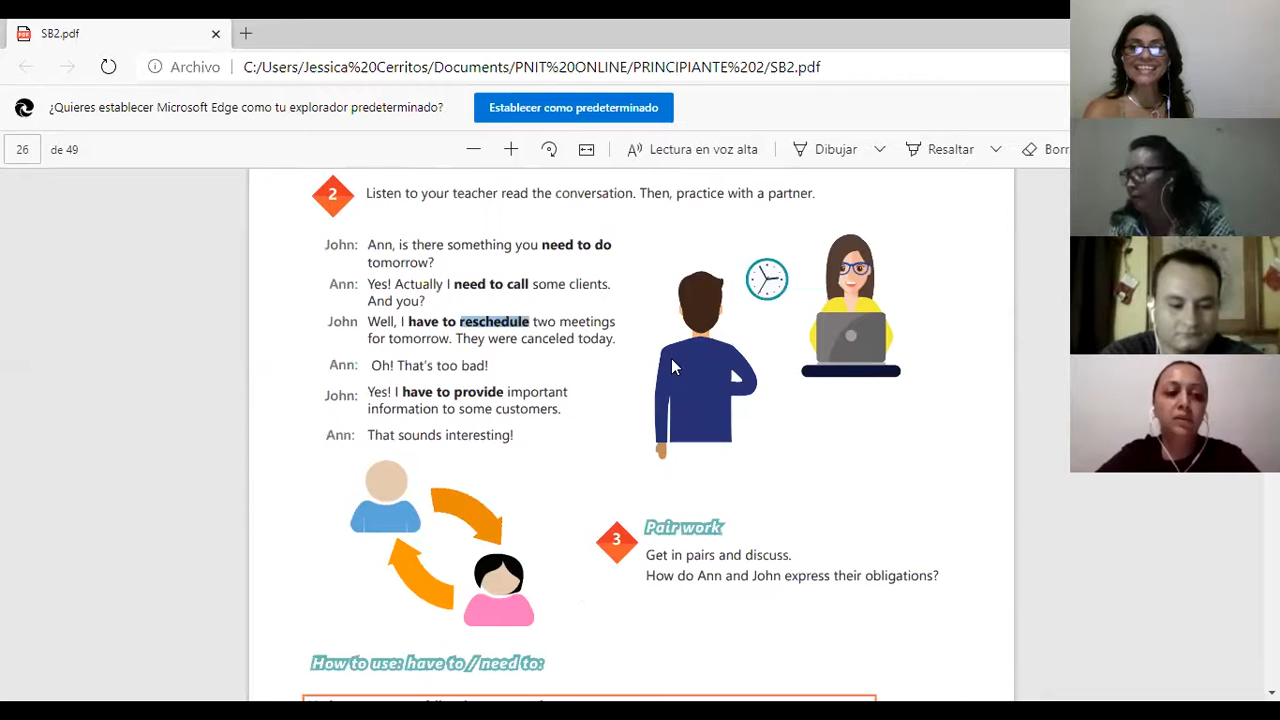 SB2.pdf
Archivo
C:/Users/Jessica%20Cerritos/Documents/PNIT%20ONLINE/PRINCIPIANTE%202/SB2.pdf
¿Quieres establecer Microsoft Edge como tu explorador predeterminado?
Establecer como predeterminado
26 de 49
Lectura en voz alta
Dibujar
Resaltar
Borr
2 Listen to your teacher read the conversation. Then, practice with a partner.
John: Ann, is there something you need to do
tomorrow?
Ann: Yes! Actually I need to call some clients.
And you?
John Well, I have to reschedule two meetings
for tomorrow. They were canceled today.
Ann: Oh! That's too bad!
John: Yes! I have to provide important
information to some customers.
Ann: That sounds interesting!
3 Pair work
Get in pairs and discuss.
How do Ann and John express their obligations?
How to use: have to / need to: